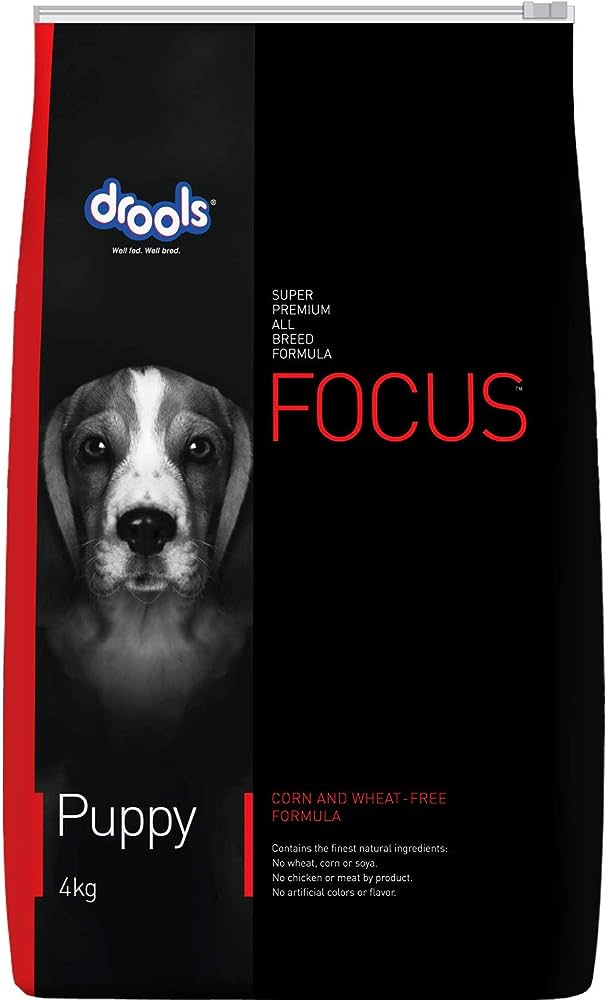 drools®
Well fed. Well bred.
SUPER
PREMIUM
ALL
BREED
FORMULA
FOCUS™
Puppy
4kg
CORN AND WHEAT-FREE
FORMULA
Contains the finest natural ingredients:
No wheat, corn or soya.
No chicken or meat by product.
No artificial colors or flavor.